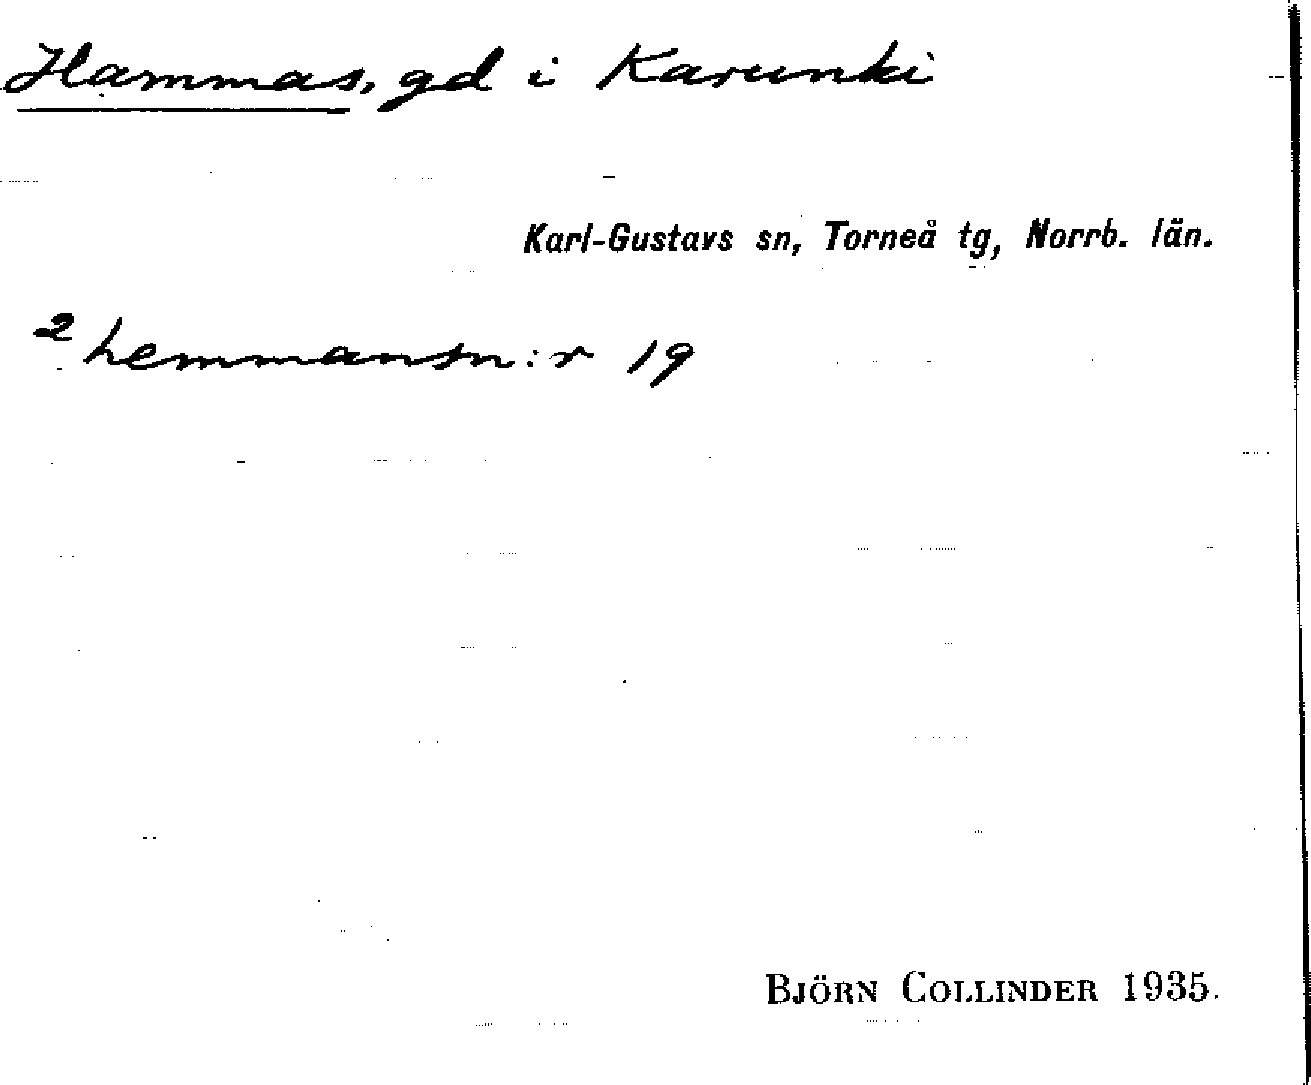 Hammas, gd i Karunki
Karl-Gustavs sn, Torneå tg, Norrb. län.
2 hemmansn:r 19
BJÖRN COLLINDER 1935.